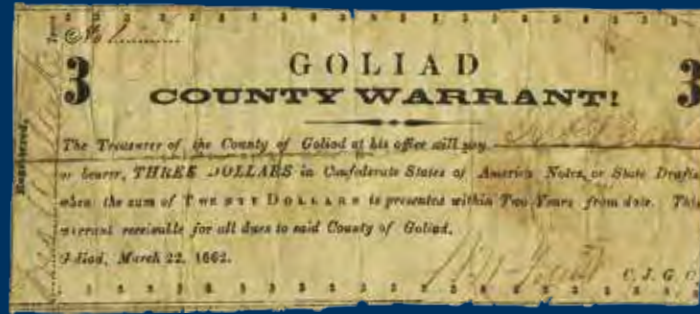 No
3 GOLIAD 3
COUNTY WARRANT!
Registered,
The Treasurer of the County of Goliad at his office will pay
or bearer, THREE DOLLARS in Confederate States of America Notes, or State Drafts
when the sum of TWENTY DOLLARS is presented within Two Years from date. This
warrant receivable for all dues to said County of Goliad.
Goliad, March 22, 1862.
C. J. G. C